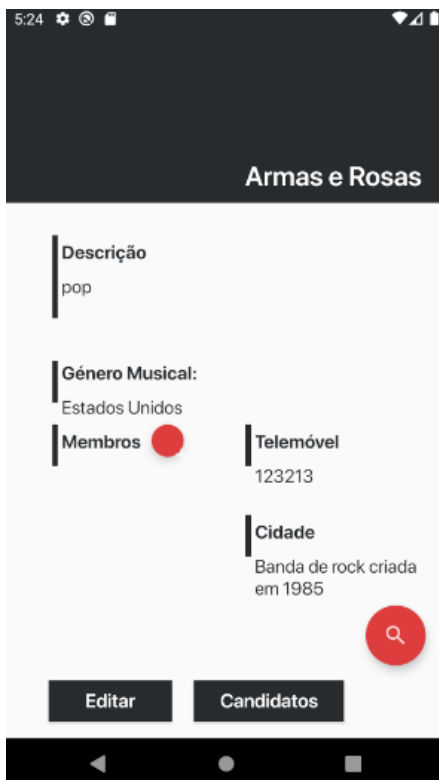 5:24
Armas e Rosas
Descrição
pop
Género Musical:
Estados Unidos
Membros
Telemóvel
123213
Cidade
Banda de rock criada
em 1985
Editar
Candidatos